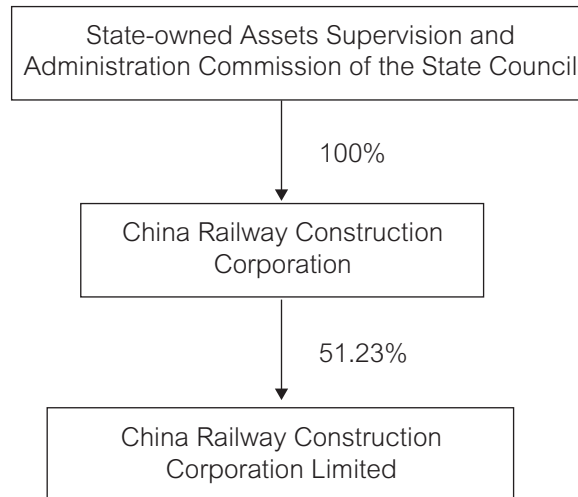 State-owned Assets Supervision and
Administration Commission of the State Council
100%
China Railway Construction
Corporation
51.23%
China Railway Construction
Corporation Limited